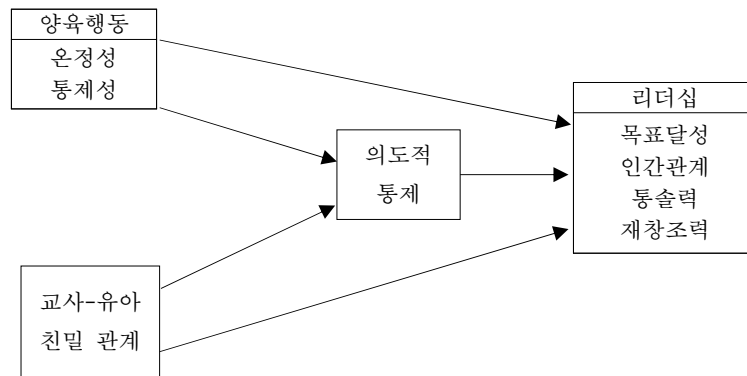 양육행동
온정성
통제성
의도적
통제
리더십
목표달성
인간관계
통솔력
재창조력
교사-유아
친밀 관계